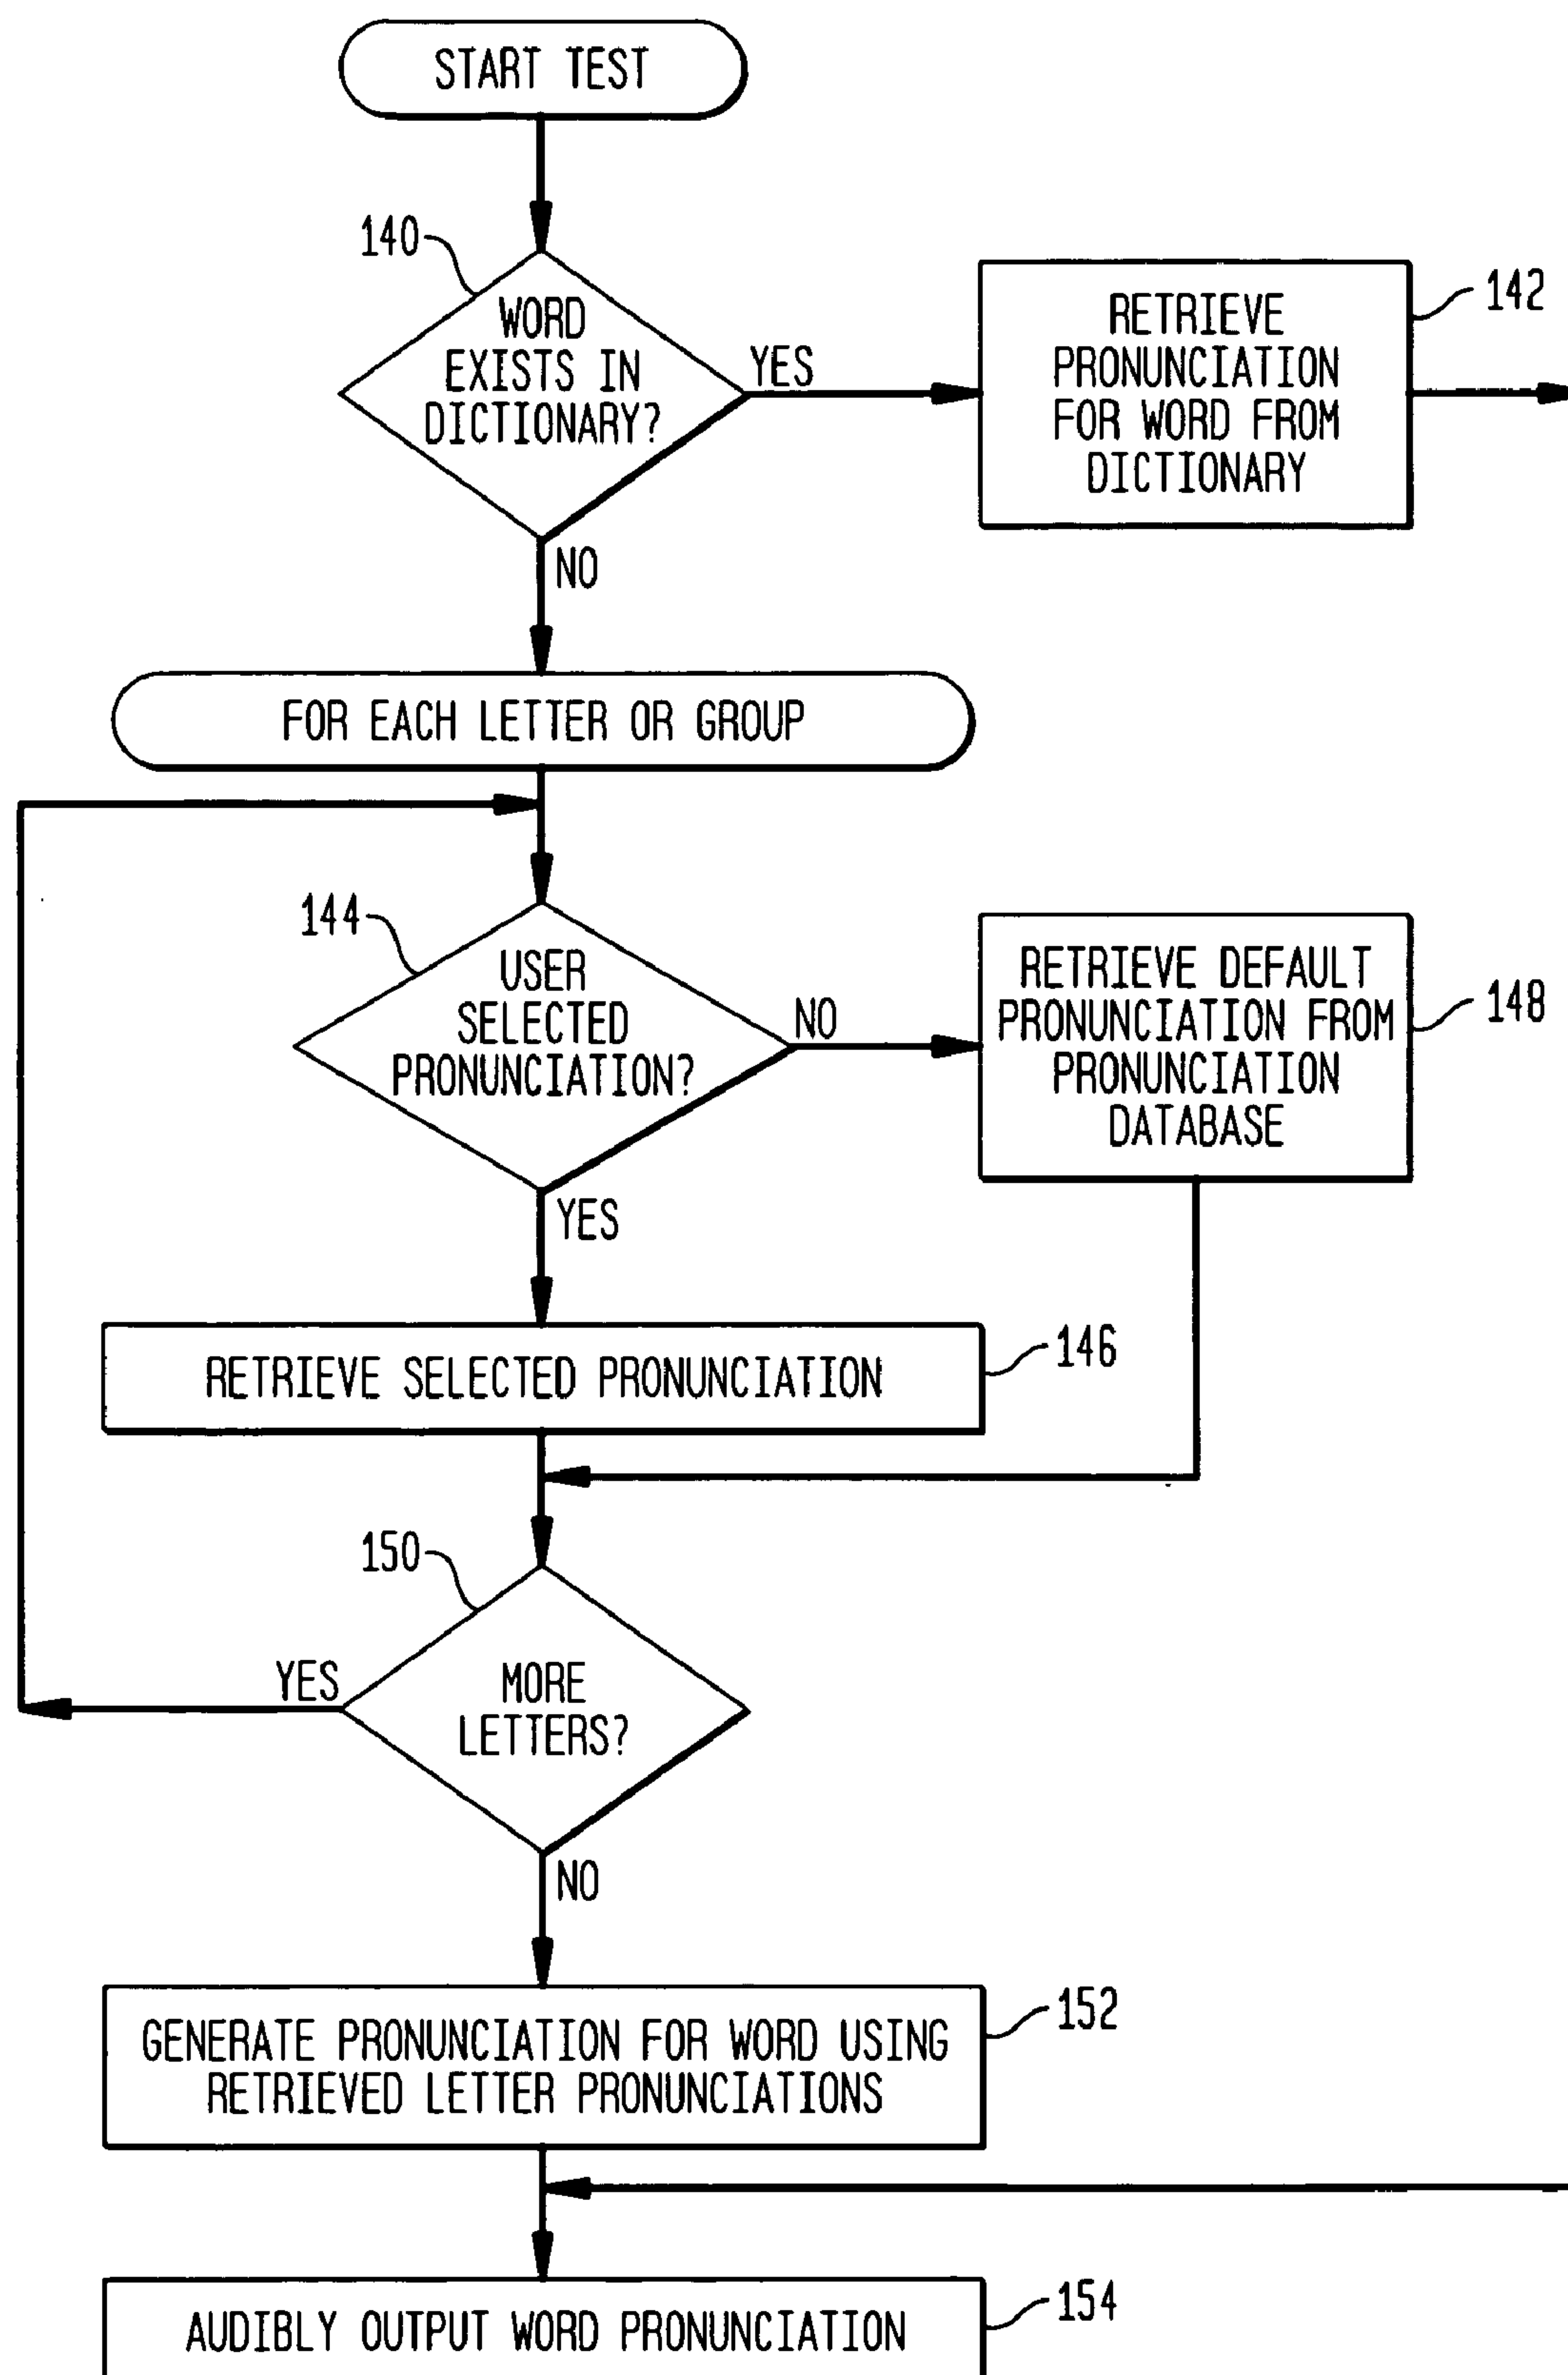 START TEST
140
WORD
EXISTS IN
DICTIONARY?
YES
RETRIEVE
PRONUNCIATION
FOR WORD FROM
DICTIONARY
142
NO
FOR EACH LETTER OR GROUP
144
USER
SELECTED
PRONUNCIATION?
NO
RETRIEVE DEFAULT
PRONUNCIATION FROM
PRONUNCIATION
DATABASE
148
YES
RETRIEVE SELECTED PRONUNCIATION
146
150
YES
MORE
LETTERS?
NO
GENERATE PRONUNCIATION FOR WORD USING
RETRIEVED LETTER PRONUNCIATIONS
152
AUDIBLY OUTPUT WORD PRONUNCIATION
154